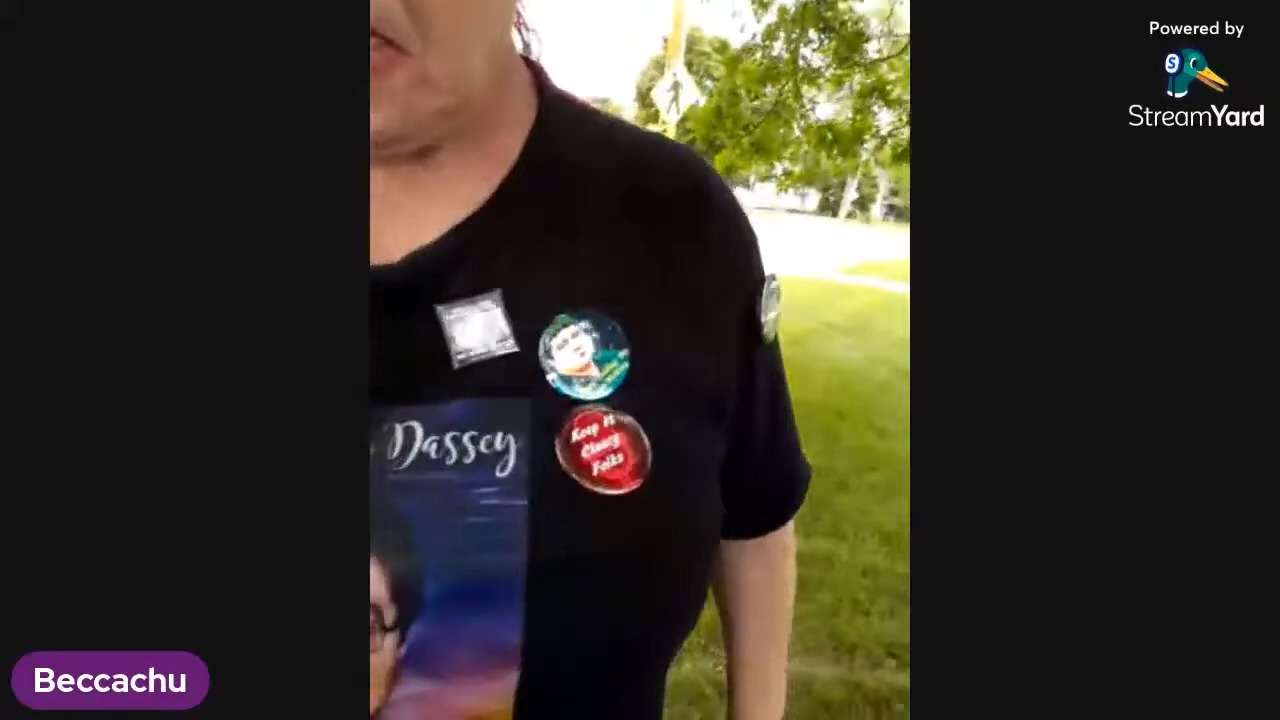 Powered by
StreamYard
Dassey
Keep It
Classy
Folks
Beccachu